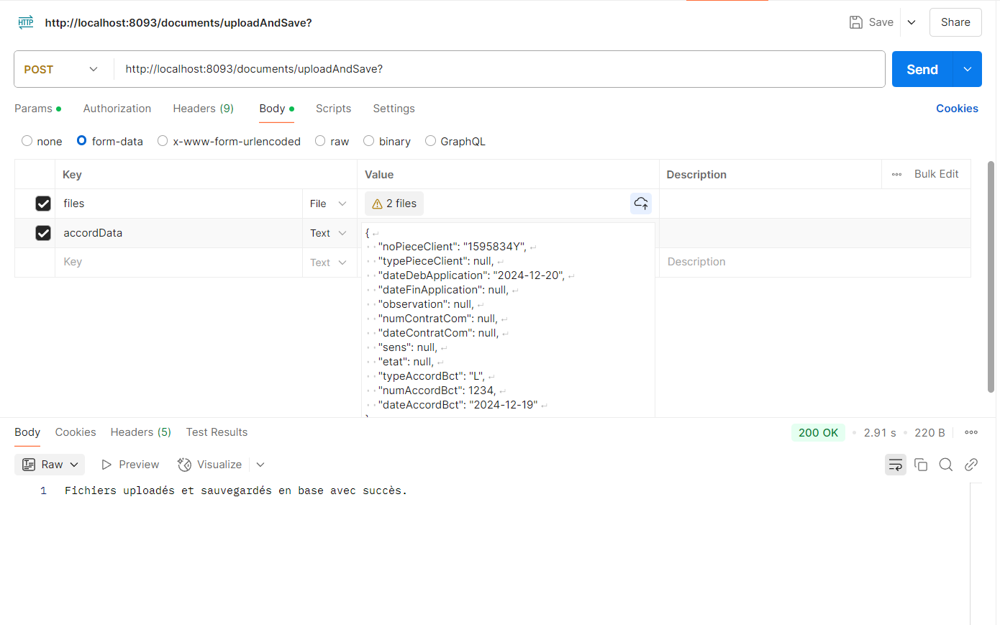 HTTP http://localhost:8093/documents/uploadAndSave? Save Share
POST http://localhost:8093/documents/uploadAndSave? Send
Params Authorization Headers (9) Body Scripts Settings Cookies
none form-data x-www-form-urlencoded raw binary GraphQL
Key Value Description Bulk Edit
files File 2 files
accordData Text {
"noPieceClient": "1595834Y",
Key Text "typePieceClient": null, Description
"dateDebApplication": "2024-12-20",
"dateFinApplication": null,
"observation": null,
"numContratCom": null,
"dateContratCom": null,
"sens": null,
"etat": null,
"typeAccordBct": "L",
"numAccordBct": 1234,
"dateAccordBct": "2024-12-19"
Body Cookies Headers (5) Test Results 200 OK 2.91 s 220 B
Raw Preview Visualize
1 Fichiers uploadés et sauvegardés en base avec succès.